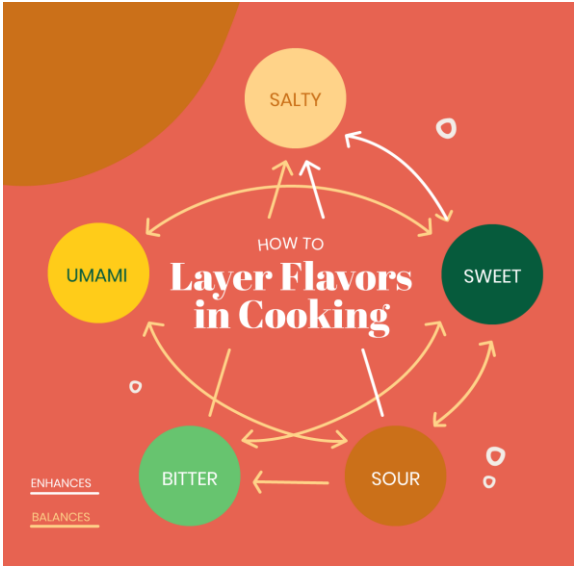 SALTY
HOW TO
Layer Flavors
in Cooking
UMAMI
SWEET
BITTER
SOUR
ENHANCES
BALANCES